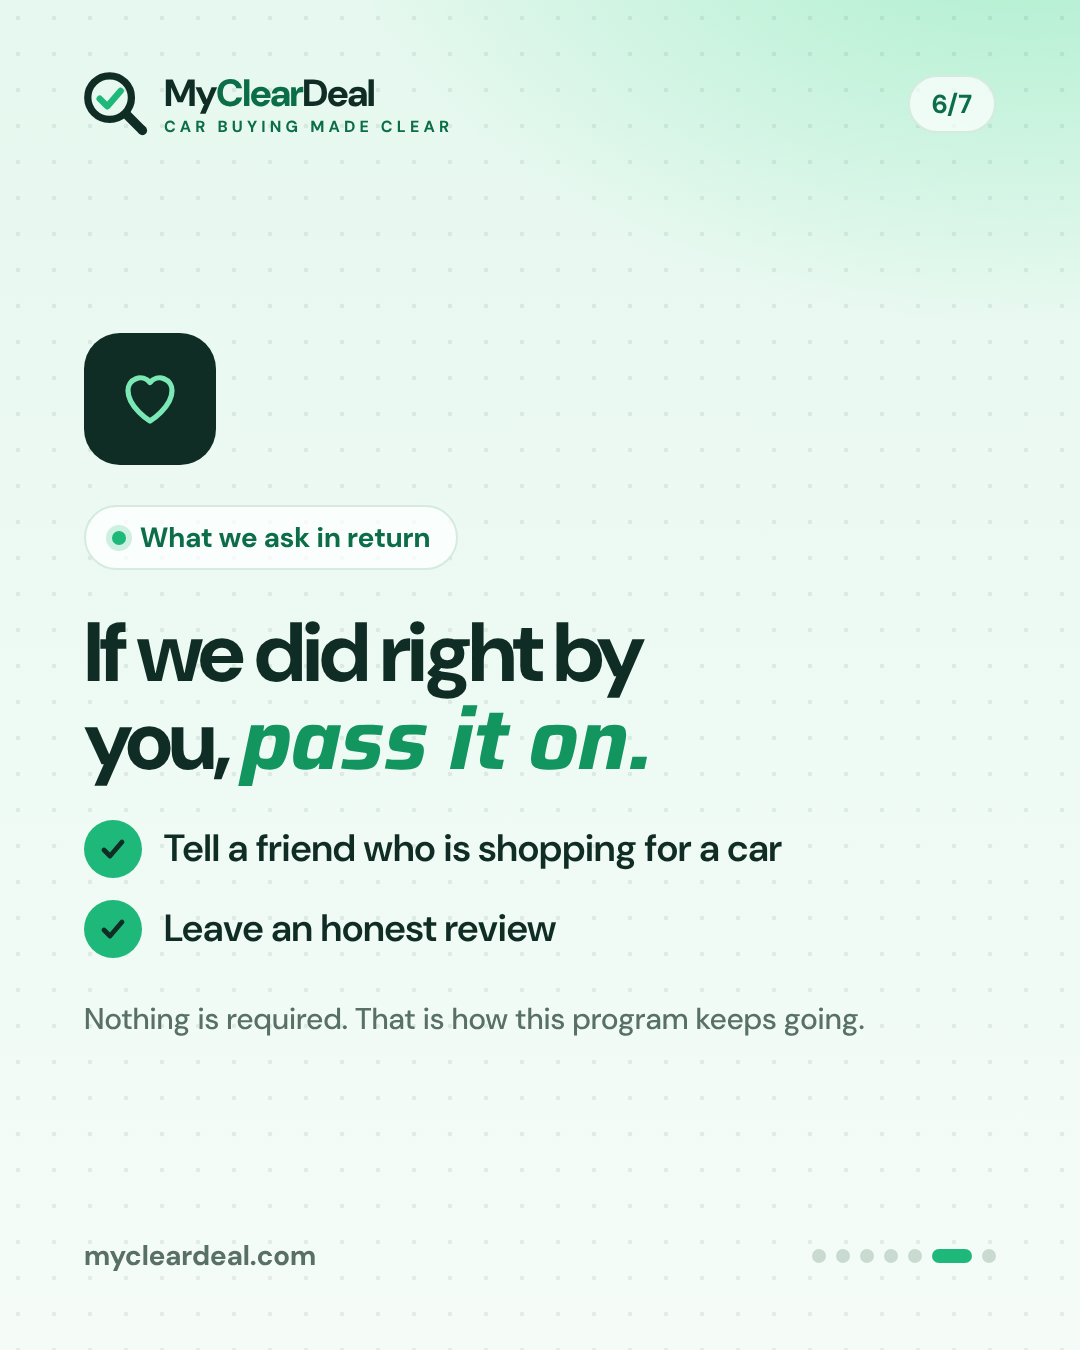 MyClearDeal
CAR BUYING MADE CLEAR
6/7
What we ask in return
If we did right by
you, pass it on.
Tell a friend who is shopping for a car
Leave an honest review
Nothing is required. That is how this program keeps going.
mycleardeal.com